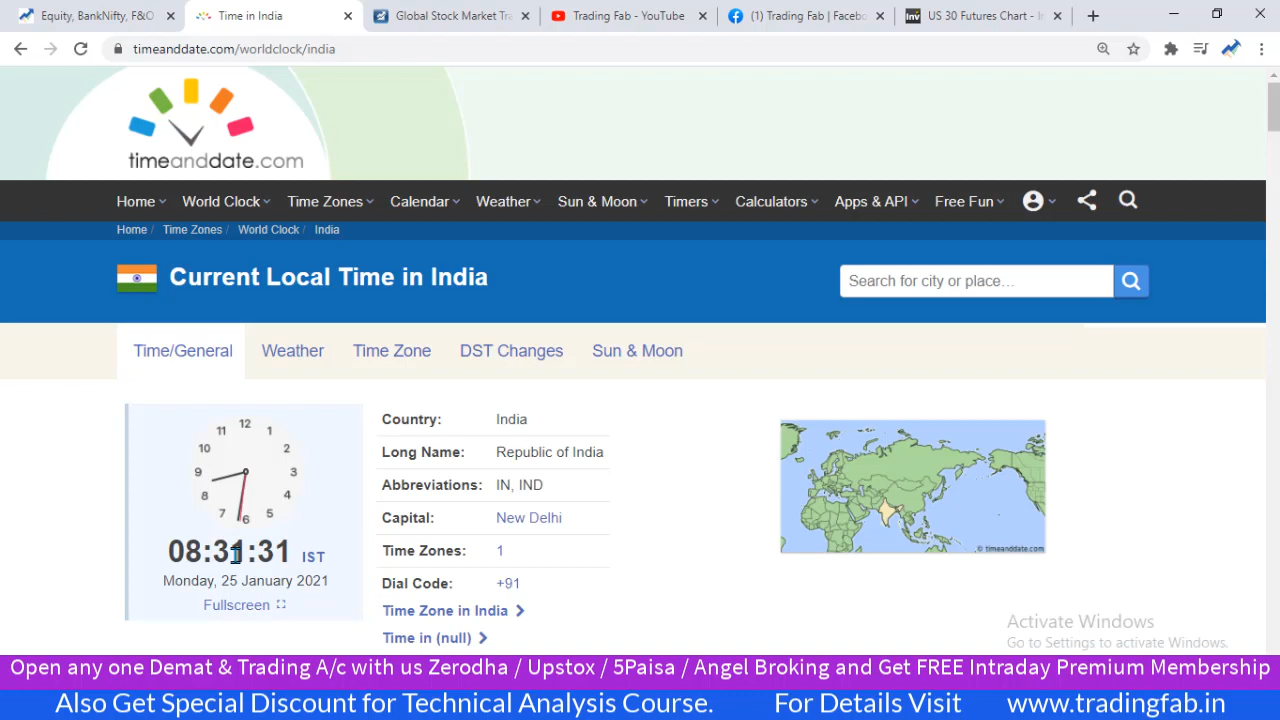 Equity, BankNifty, F&O
Time in India
Global Stock Market Tra
Trading Fab - YouTube
(1) Trading Fab | Facebo
US 30 Futures Chart - In
timeanddate.com/worldclock/india
timeanddate.com
Home
World Clock
Time Zones
Calendar
Weather
Sun & Moon
Timers
Calculators
Apps & API
Free Fun
Home / Time Zones / World Clock / India
Current Local Time in India
Search for city or place...
Time/General
Weather
Time Zone
DST Changes
Sun & Moon
12
1
2
3
4
5
6
7
8
9
10
11
08:31:31 IST
Monday, 25 January 2021
Fullscreen
Country: India
Long Name: Republic of India
Abbreviations: IN, IND
Capital: New Delhi
Time Zones: 1
Dial Code: +91
Time Zone in India
Time in (null)
© timeanddate.com
Activate Windows
Go to Settings to activate Windows.
Open any one Demat & Trading A/c with us Zerodha / Upstox / 5Paisa / Angel Broking and Get FREE Intraday Premium Membership
Also Get Special Discount for Technical Analysis Course. For Details Visit www.tradingfab.in